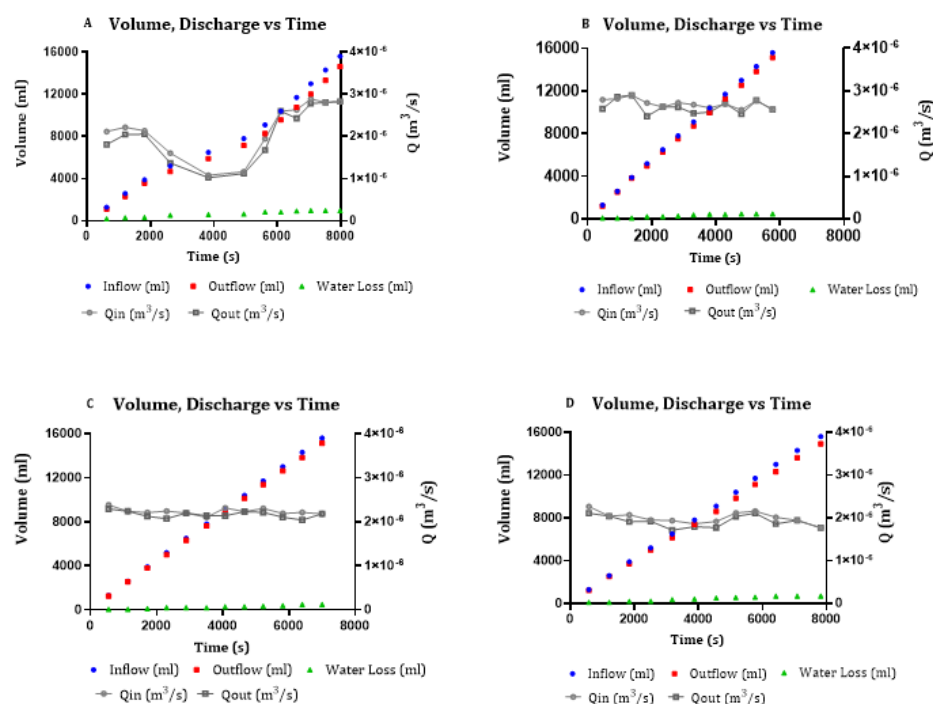 A Volume, Discharge vs Time
16000
12000
8000
4000
0
Volume (ml)
4×10-6
3×10-6
2×10-6
1×10-6
0
Q (m³/s)
0 2000 4000 6000 8000
Time (s)
Inflow (ml) Outflow (ml) Water Loss (ml)
Qin (m³/s) Qout (m³/s)
B Volume, Discharge vs Time
16000
12000
8000
4000
0
Volume (ml)
4×10-6
3×10-6
2×10-6
1×10-6
0
Q (m³/s)
0 2000 4000 6000 8000
Time (s)
Inflow (ml) Outflow (ml) Water Loss (ml)
Qin (m³/s) Qout (m³/s)
C Volume, Discharge vs Time
16000
12000
8000
4000
0
Volume (ml)
4×10-6
3×10-6
2×10-6
1×10-6
0
Q (m³/s)
0 2000 4000 6000 8000
Time (s)
Inflow (ml) Outflow (ml) Water Loss (ml)
Qin (m³/s) Qout (m³/s)
D Volume, Discharge vs Time
16000
12000
8000
4000
0
Volume (ml)
4×10-6
3×10-6
2×10-6
1×10-6
0
Q (m³/s)
0 2000 4000 6000 8000
Time (s)
Inflow (ml) Outflow (ml) Water Loss (ml)
Qin (m³/s) Qout (m³/s)